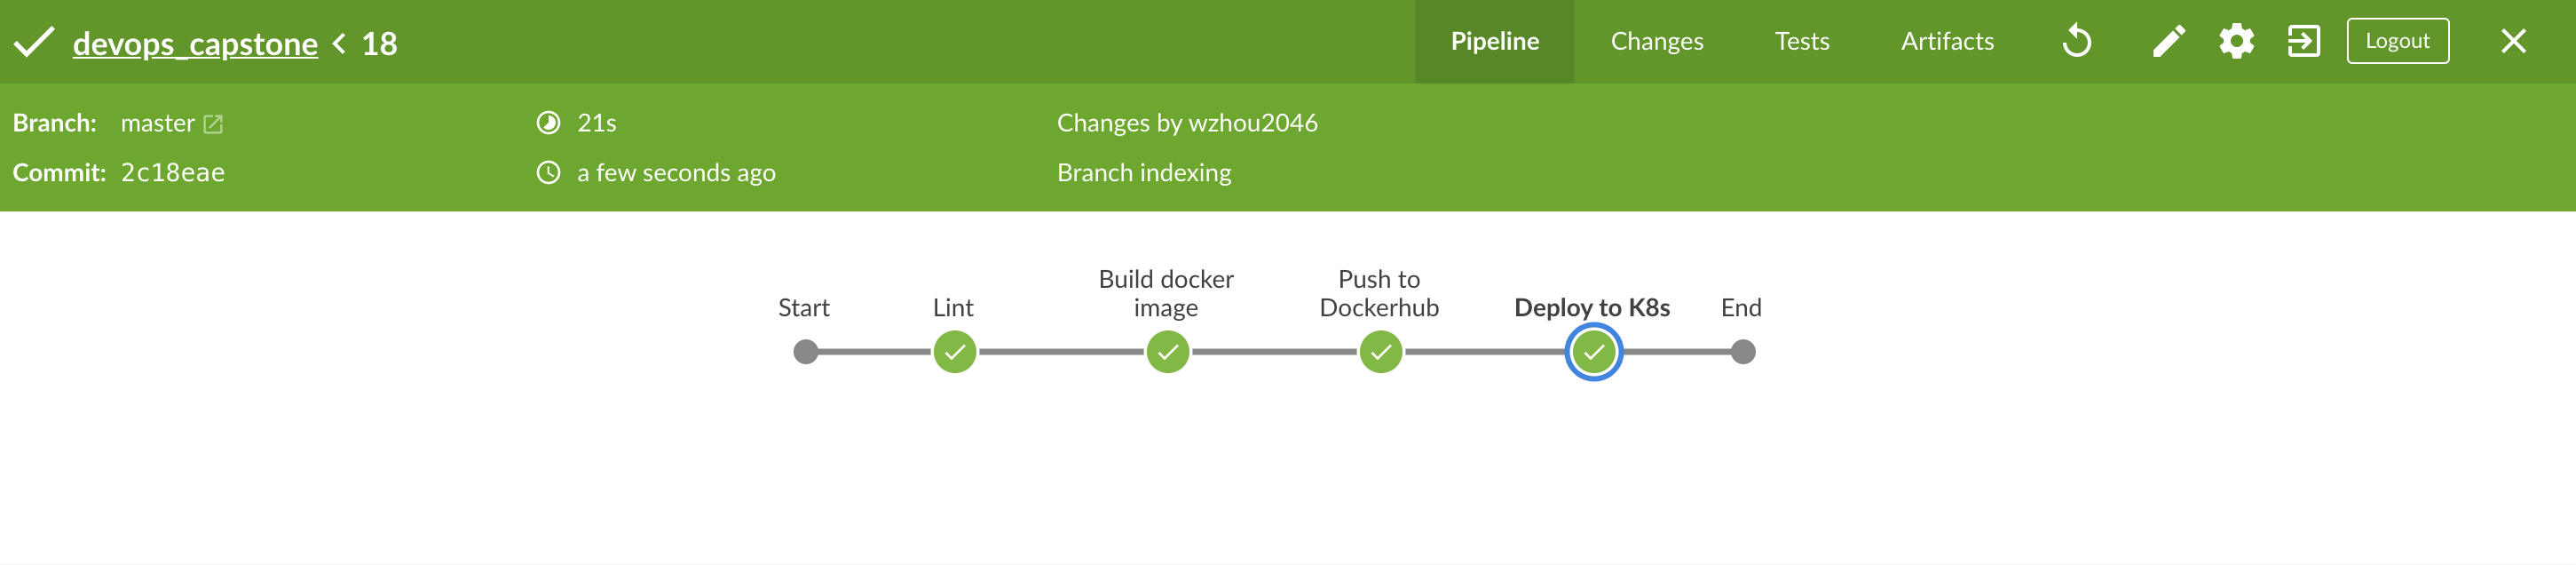 devops_capstone < 18
Pipeline
Changes
Tests
Artifacts
Logout
Branch: master
21s
Changes by wzhou2046
Commit: 2c18eae
a few seconds ago
Branch indexing
Start
Lint
Build docker
image
Push to
Dockerhub
Deploy to K8s
End